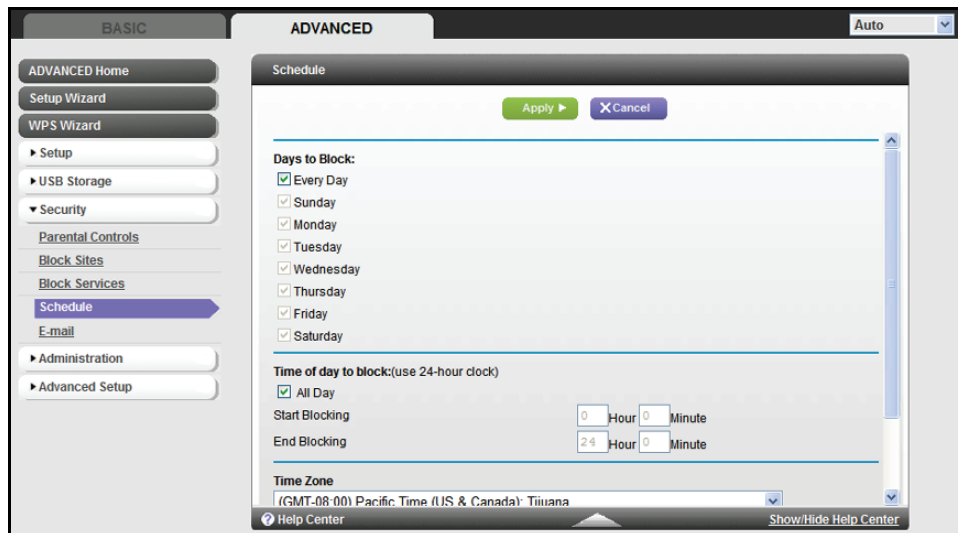 BASIC
ADVANCED
Auto
ADVANCED Home
Setup Wizard
WPS Wizard
Setup
USB Storage
Security
Parental Controls
Block Sites
Block Services
Schedule
E-mail
Administration
Advanced Setup
Schedule
Apply
Cancel
Days to Block:
Every Day
Sunday
Monday
Tuesday
Wednesday
Thursday
Friday
Saturday
Time of day to block:(use 24-hour clock)
All Day
Start Blocking 0 Hour 0 Minute
End Blocking 24 Hour 0 Minute
Time Zone
(GMT-08:00) Pacific Time (US & Canada); Tijuana
Help Center
Show/Hide Help Center